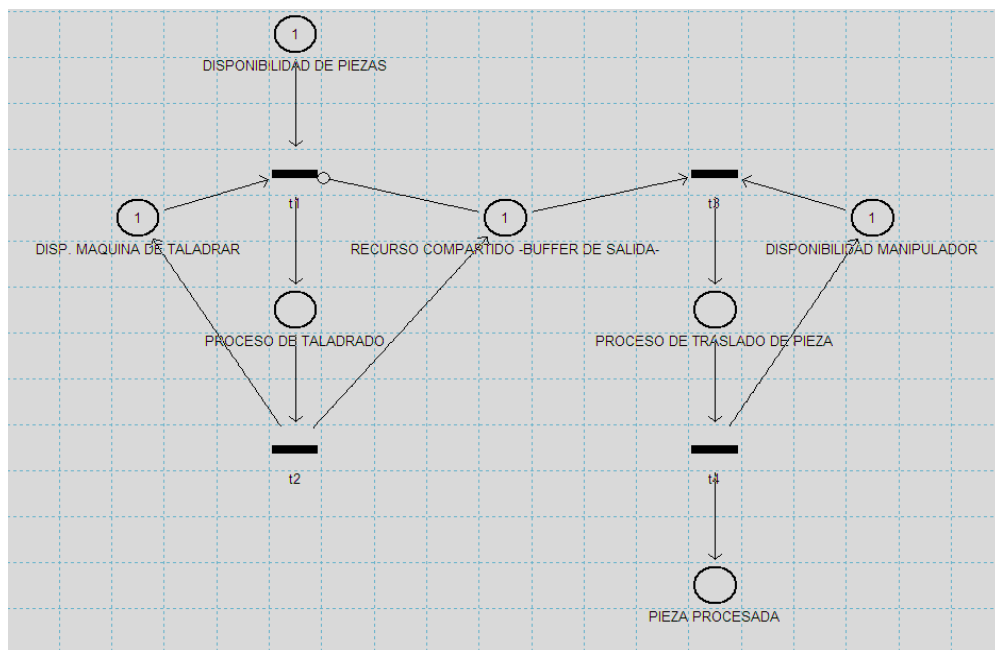 1
DISPONIBILIDAD DE PIEZAS
t1
t3
1
1
1
DISP. MAQUINA DE TALADRAR
RECURSO COMPARTIDO -BUFFER DE SALIDA-
DISPONIBILIDAD MANIPULADOR
PROCESO DE TALADRADO
PROCESO DE TRASLADO DE PIEZA
t2
t4
PIEZA PROCESADA